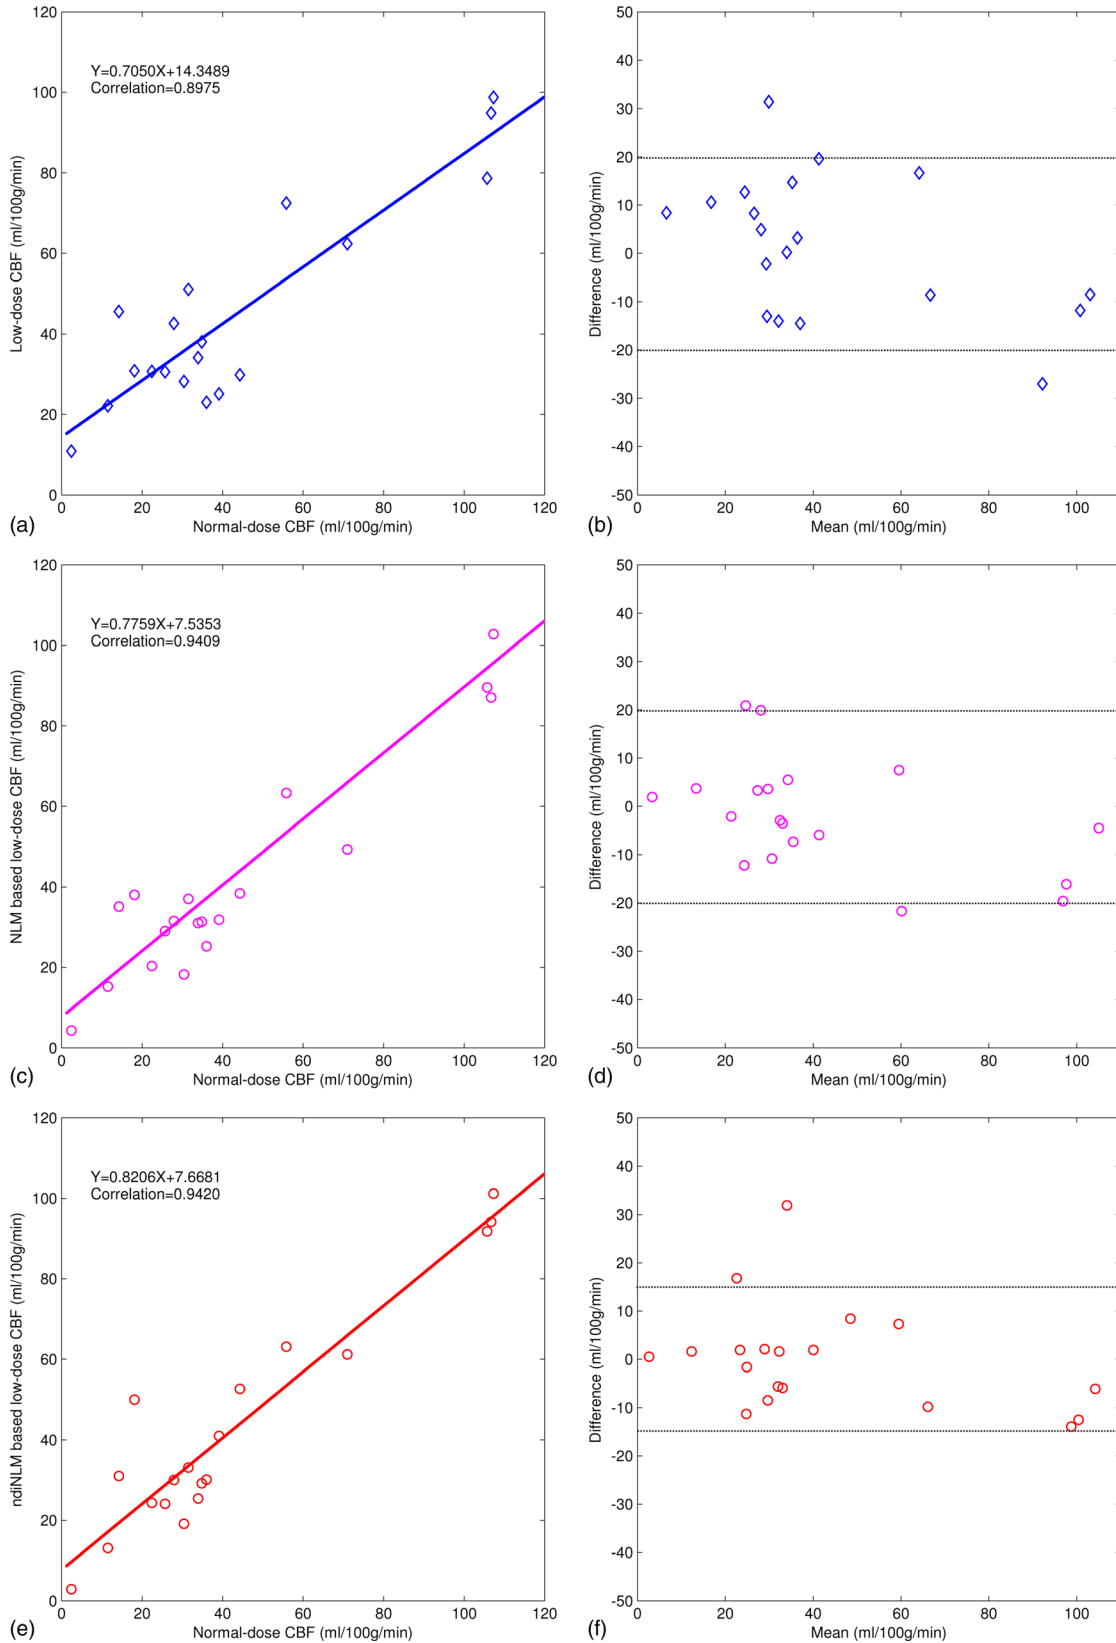 120
100
80
60
40
20
0
Low-dose CBF (ml/100g/min)
Y=0.7050X+14.3489
Correlation=0.8975
0 20 40 60 80 100 120
Normal-dose CBF (ml/100g/min)
(a)
50
40
30
20
10
0
-10
-20
-30
-40
-50
Difference (ml/100g/min)
0 20 40 60 80 100
Mean (ml/100g/min)
(b)
120
100
80
60
40
20
0
NLM based low-dose CBF (ml/100g/min)
Y=0.7759X+7.5353
Correlation=0.9409
0 20 40 60 80 100 120
Normal-dose CBF (ml/100g/min)
(c)
50
40
30
20
10
0
-10
-20
-30
-40
-50
Difference (ml/100g/min)
0 20 40 60 80 100
Mean (ml/100g/min)
(d)
120
100
80
60
40
20
0
ndiNLM based low-dose CBF (ml/100g/min)
Y=0.8206X+7.6681
Correlation=0.9420
0 20 40 60 80 100 120
Normal-dose CBF (ml/100g/min)
(e)
50
40
30
20
10
0
-10
-20
-30
-40
-50
Difference (ml/100g/min)
0 20 40 60 80 100
Mean (ml/100g/min)
(f)